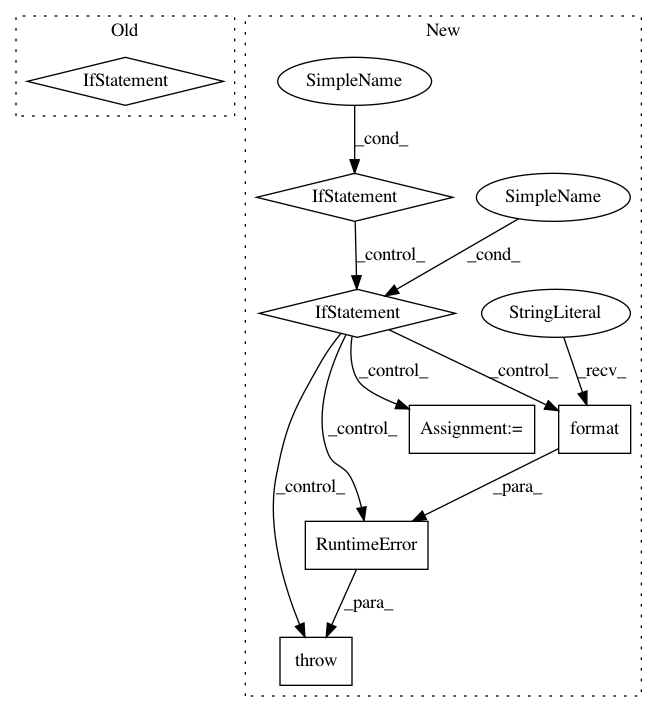 Old
New
IfStatement
SimpleName
_cond_
IfStatement
SimpleName
_control_
_cond_
IfStatement
StringLiteral
_control_
_control_
_recv_
Assignment:=
format
_control_
_control_
_para_
RuntimeError
_para_
throw